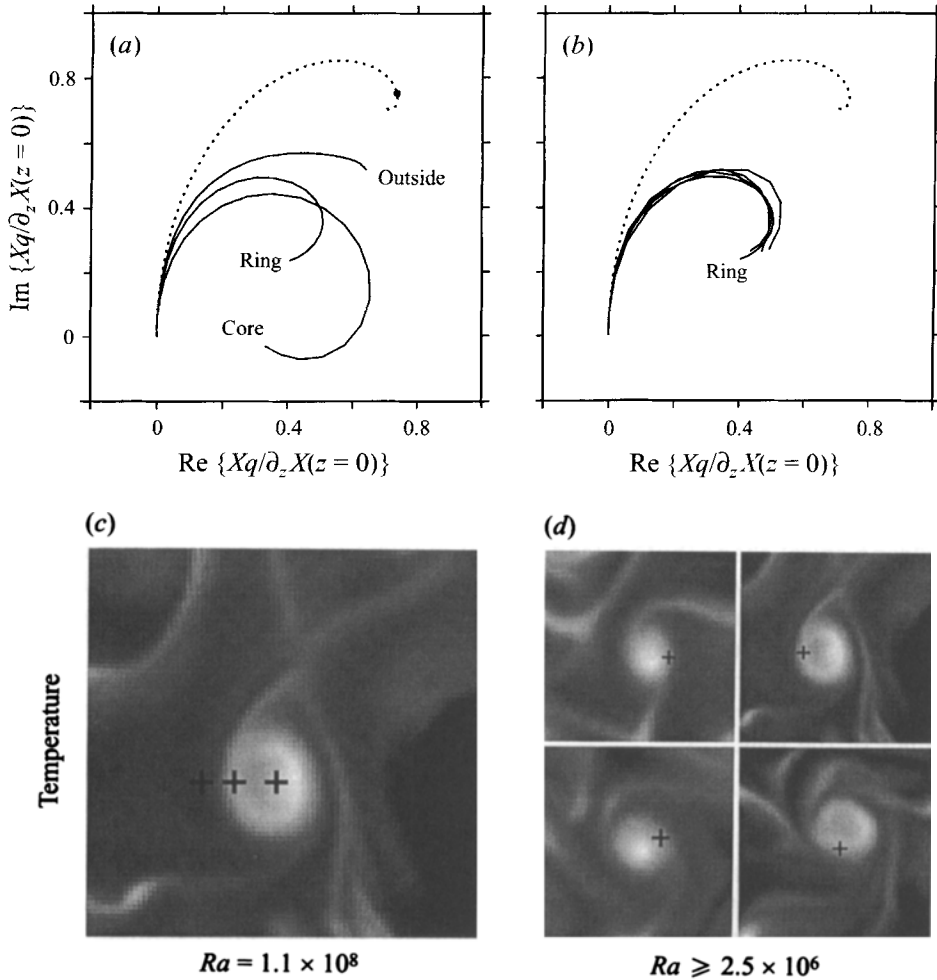 (a)
(b)
0.8
0.4
0
Im {Xq/∂zX(z = 0)}
Outside
Ring
Core
Ring
0
0.4
0.8
0
0.4
0.8
Re {Xq/∂zX(z = 0)}
Re {Xq/∂zX(z = 0)}
(c)
(d)
Temperature
Ra = 1.1 × 10⁸
Ra ⩾ 2.5 × 10⁶